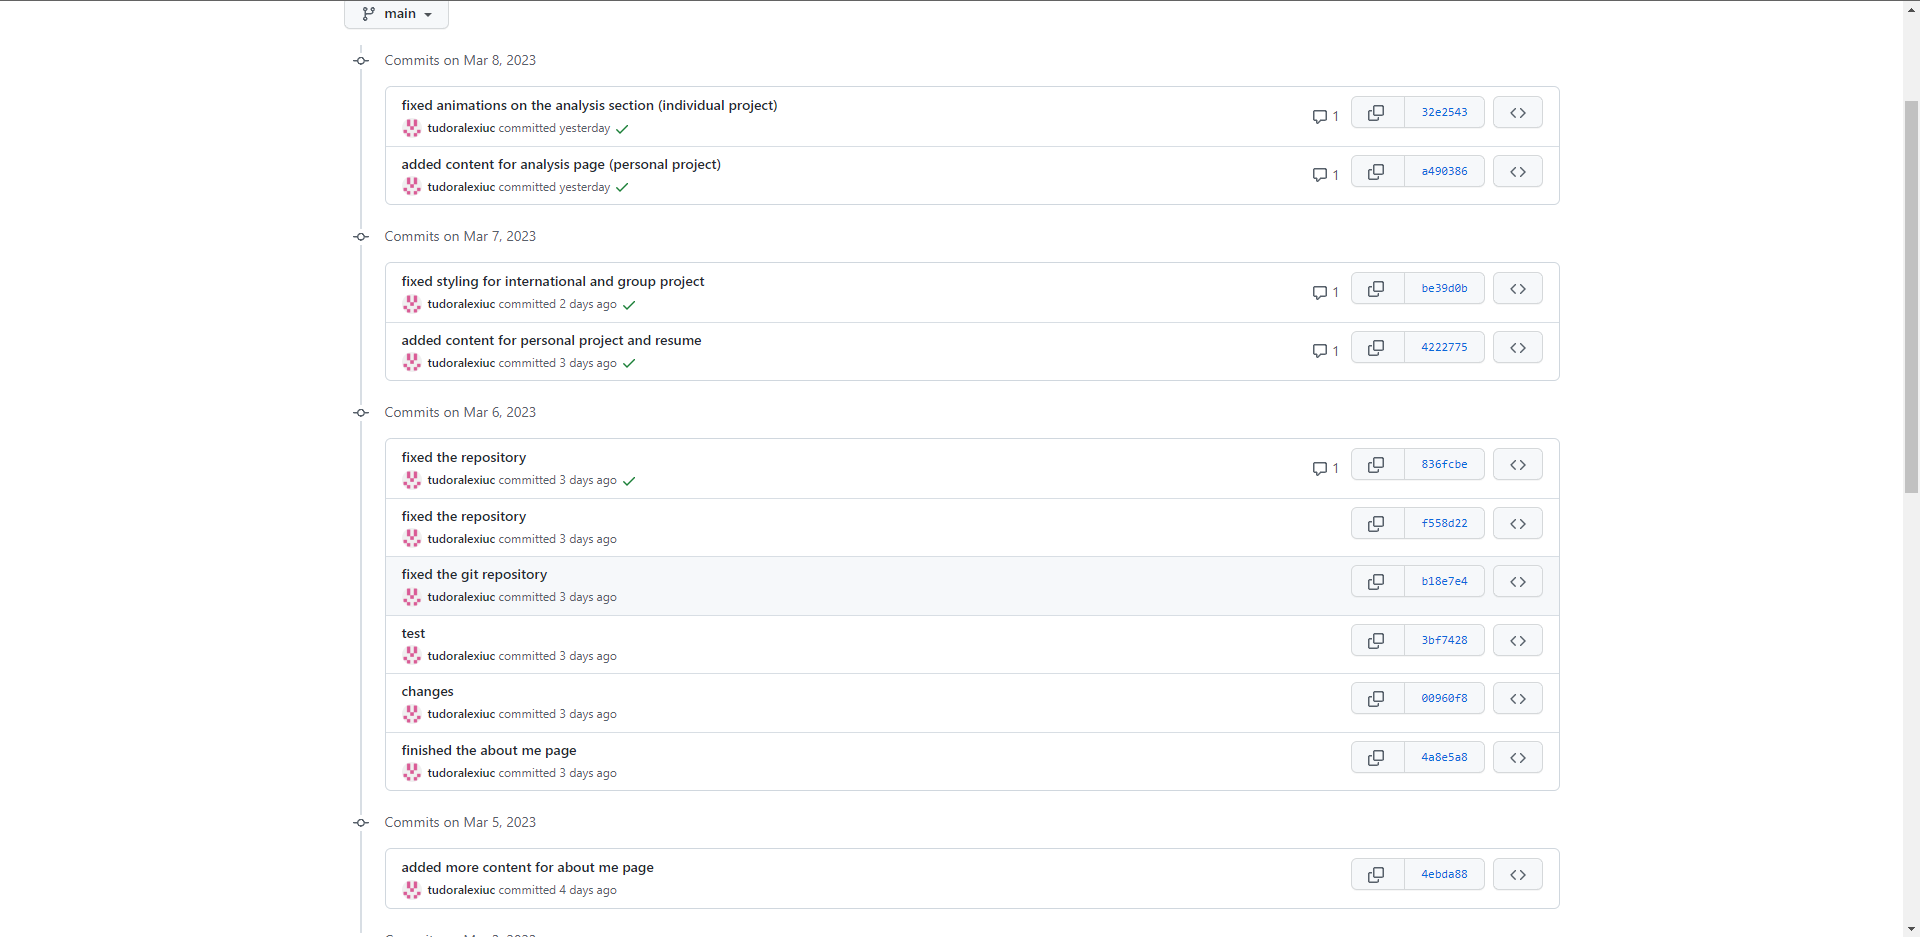 main
Commits on Mar 8, 2023
fixed animations on the analysis section (individual project)
1
32e2543
tudoralexiuc committed yesterday
added content for analysis page (personal project)
1
a490386
tudoralexiuc committed yesterday
Commits on Mar 7, 2023
fixed styling for international and group project
1
be39d0b
tudoralexiuc committed 2 days ago
added content for personal project and resume
1
4222775
tudoralexiuc committed 3 days ago
Commits on Mar 6, 2023
fixed the repository
1
836fcbe
tudoralexiuc committed 3 days ago
fixed the repository
f558d22
tudoralexiuc committed 3 days ago
fixed the git repository
b18e7e4
tudoralexiuc committed 3 days ago
test
3bf7428
tudoralexiuc committed 3 days ago
changes
00960f8
tudoralexiuc committed 3 days ago
finished the about me page
4a8e5a8
tudoralexiuc committed 3 days ago
Commits on Mar 5, 2023
added more content for about me page
4ebda88
tudoralexiuc committed 4 days ago